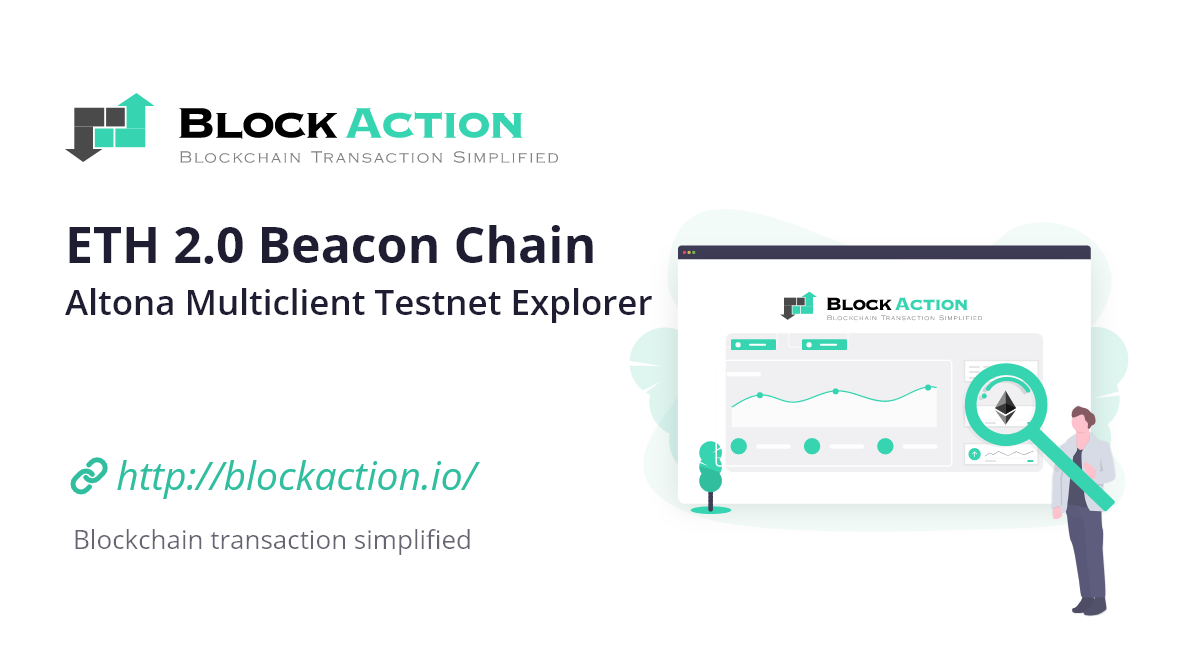 BLOCK ACTION
BLOCKCHAIN TRANSACTION SIMPLIFIED
ETH 2.0 Beacon Chain
Altona Multiclient Testnet Explorer
BLOCK ACTION
BLOCKCHAIN TRANSACTION SIMPLIFIED
http://blockaction.io/
Blockchain transaction simplified